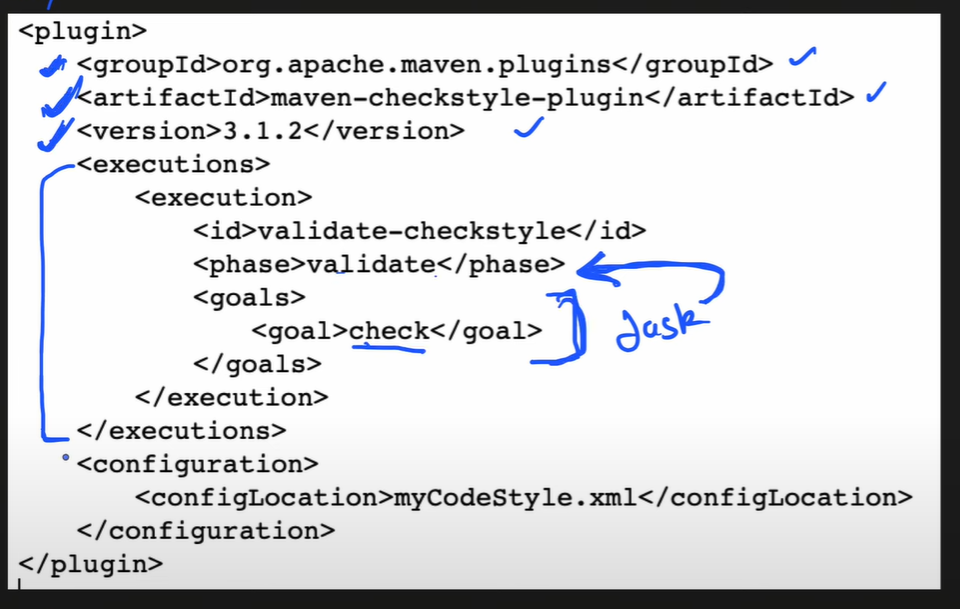 <plugin>
<groupId>org.apache.maven.plugins</groupId>
<artifactId>maven-checkstyle-plugin</artifactId>
<version>3.1.2</version>
<executions>
<execution>
<id>validate-checkstyle</id>
<phase>validate</phase>
<goals>
<goal>check</goal>
Task
</goals>
</execution>
</executions>
<configuration>
<configLocation>myCodeStyle.xml</configLocation>
</configuration>
</plugin>